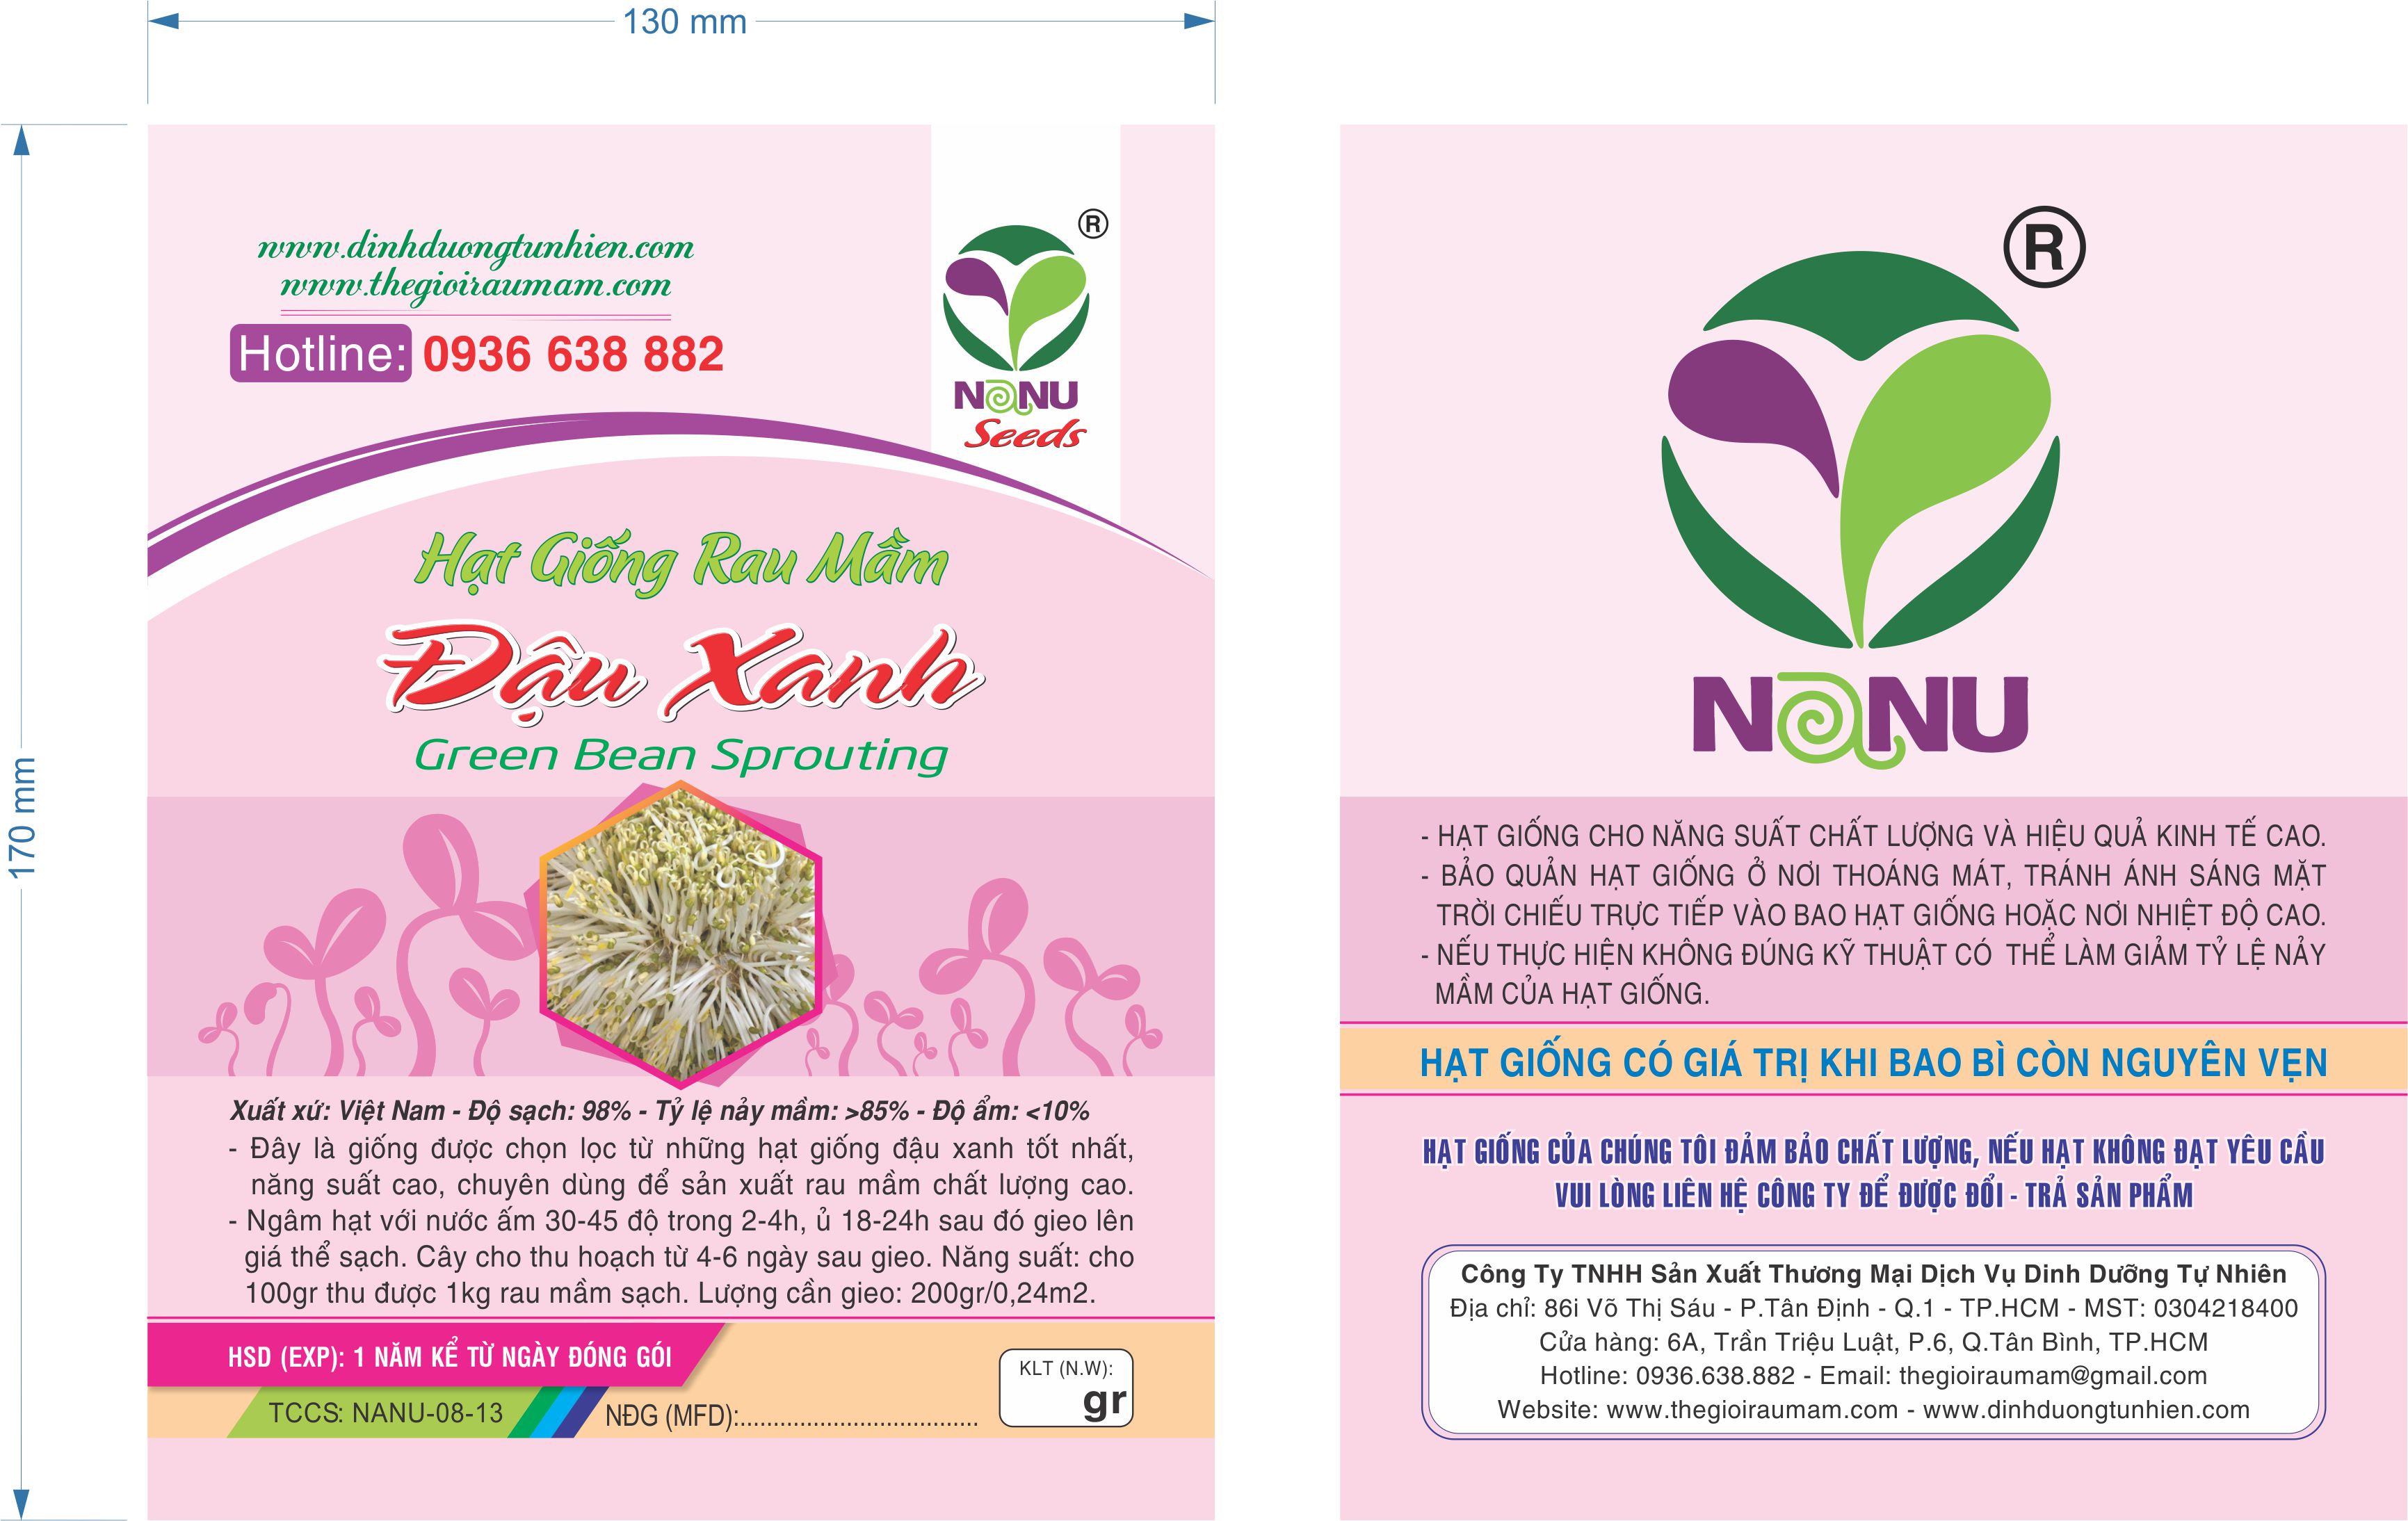 130 mm
170 mm
www.dinhduongtunhien.com
www.thegioiraumam.com
Hotline: 0936 638 882
®
NANU
Seeds
Hạt Giống Rau Mầm
Đậu Xanh
Green Bean Sprouting
Xuất xứ: Việt Nam - Độ sạch: 98% - Tỷ lệ nảy mầm: >85% - Độ ẩm: <10%
- Đây là giống được chọn lọc từ những hạt giống đậu xanh tốt nhất,
năng suất cao, chuyên dùng để sản xuất rau mầm chất lượng cao.
- Ngâm hạt với nước ấm 30-45 độ trong 2-4h, ủ 18-24h sau đó gieo lên
giá thể sạch. Cây cho thu hoạch từ 4-6 ngày sau gieo. Năng suất: cho
100gr thu được 1kg rau mầm sạch. Lượng cần gieo: 200gr/0,24m2.
HSD (EXP): 1 NĂM KỂ TỪ NGÀY ĐÓNG GÓI
TCCS: NANU-08-13
NĐG (MFD):....................................
KLT (N.W):
gr
®
NANU
- HẠT GIỐNG CHO NĂNG SUẤT CHẤT LƯỢNG VÀ HIỆU QUẢ KINH TẾ CAO.
- BẢO QUẢN HẠT GIỐNG Ở NƠI THOÁNG MÁT, TRÁNH ÁNH SÁNG MẶT
TRỜI CHIẾU TRỰC TIẾP VÀO BAO HẠT GIỐNG HOẶC NƠI NHIỆT ĐỘ CAO.
- NẾU THỰC HIỆN KHÔNG ĐÚNG KỸ THUẬT CÓ THỂ LÀM GIẢM TỶ LỆ NẢY
MẦM CỦA HẠT GIỐNG.
HẠT GIỐNG CÓ GIÁ TRỊ KHI BAO BÌ CÒN NGUYÊN VẸN
HẠT GIỐNG CỦA CHÚNG TÔI ĐẢM BẢO CHẤT LƯỢNG, NẾU HẠT KHÔNG ĐẠT YÊU CẦU
VUI LÒNG LIÊN HỆ CÔNG TY ĐỂ ĐƯỢC ĐỔI - TRẢ SẢN PHẨM
Công Ty TNHH Sản Xuất Thương Mại Dịch Vụ Dinh Dưỡng Tự Nhiên
Địa chỉ: 86i Võ Thị Sáu - P.Tân Định - Q.1 - TP.HCM - MST: 0304218400
Cửa hàng: 6A, Trần Triệu Luật, P.6, Q.Tân Bình, TP.HCM
Hotline: 0936.638.882 - Email: thegioiraumam@gmail.com
Website: www.thegioiraumam.com - www.dinhduongtunhien.com